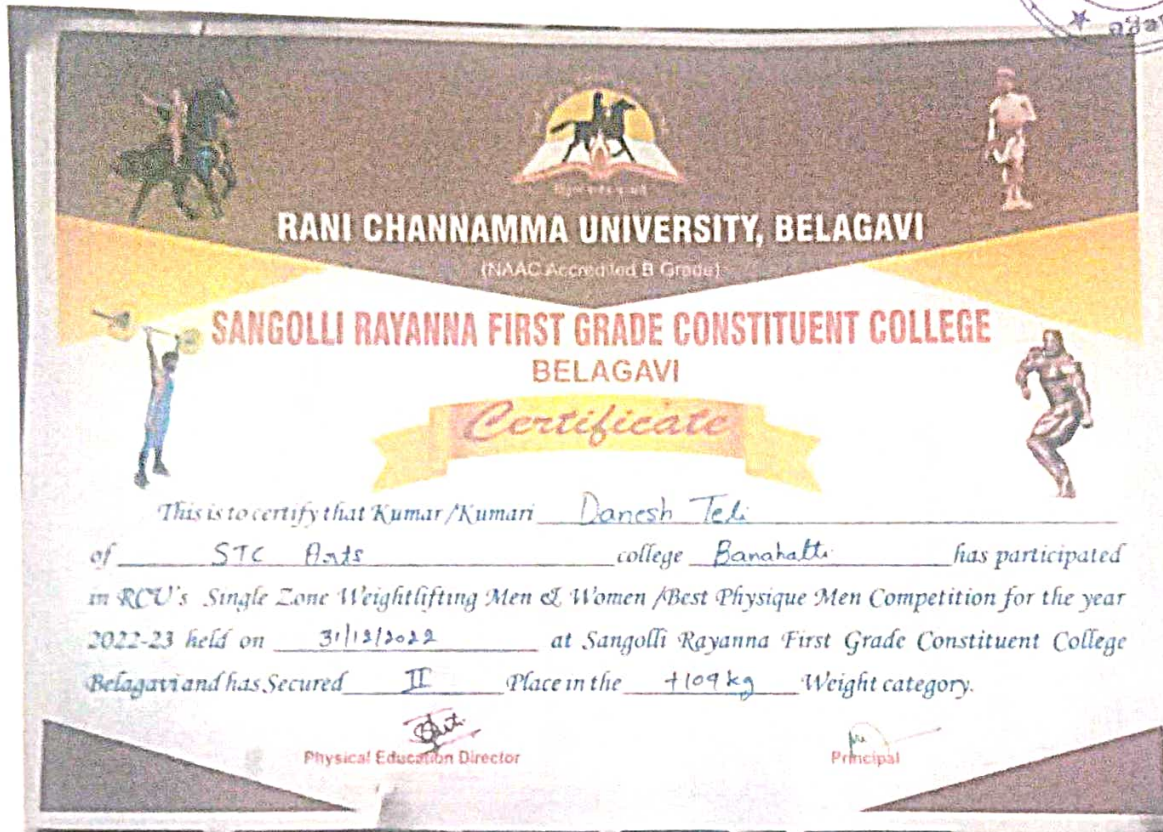 RANI CHANNAMMA UNIVERSITY, BELAGAVI
(NAAC Accredited B Grade)
SANGOLLI RAYANNA FIRST GRADE CONSTITUENT COLLEGE
BELAGAVI
Certificate
This is to certify that Kumar/Kumari Danesh Teli
of STC Arts college Banahatti has participated
in RCU's Single Zone Weightlifting Men & Women /Best Physique Men Competition for the year
2022-23 held on 31/12/2022 at Sangolli Rayanna First Grade Constituent College
Belagavi and has Secured II Place in the +109 kg Weight category.
Physical Education Director Principal